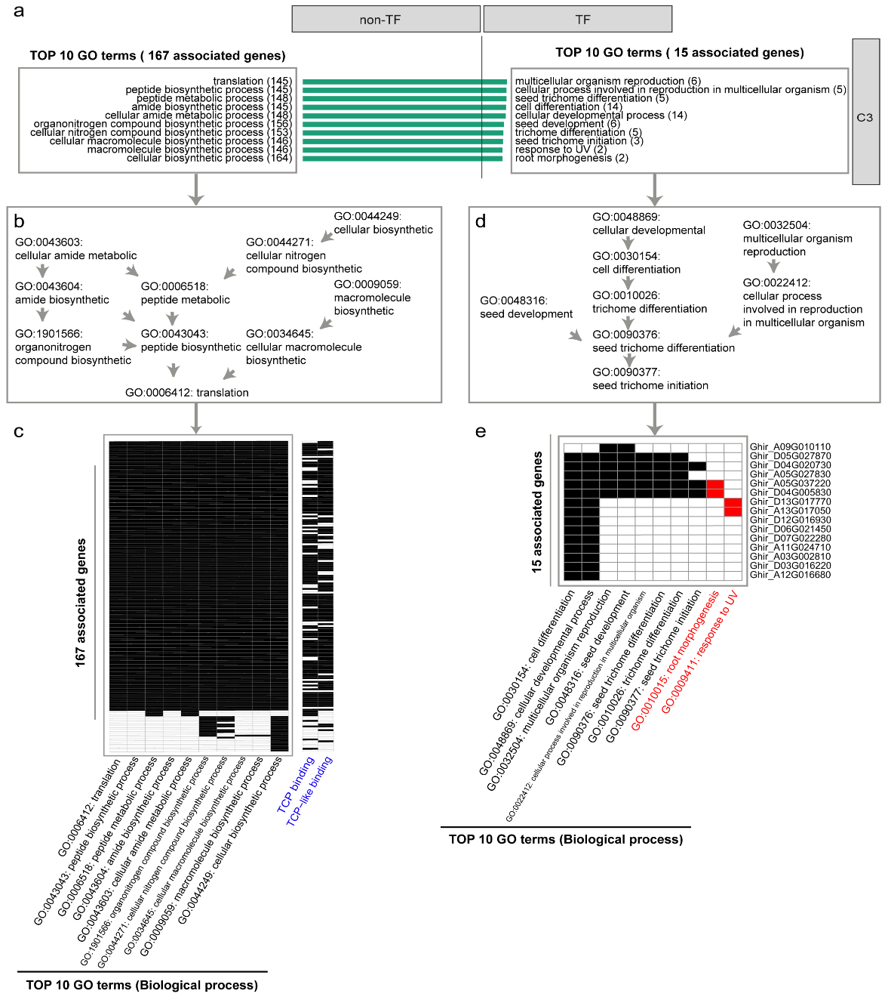 a
non-TF
TF
TOP 10 GO terms ( 167 associated genes)
TOP 10 GO terms ( 15 associated genes)
C3
translation (145)
peptide biosynthetic process (145)
peptide metabolic process (148)
amide biosynthetic process (145)
cellular amide metabolic process (148)
organonitrogen compound biosynthetic process (156)
cellular nitrogen compound biosynthetic process (153)
cellular macromolecule biosynthetic process (146)
macromolecule biosynthetic process (146)
cellular biosynthetic process (164)
multicellular organism reproduction (6)
cellular process involved in reproduction in multicellular organism (5)
seed trichome differentiation (5)
cell differentiation (14)
cellular developmental process (14)
seed development (6)
trichome differentiation (5)
seed trichome initiation (3)
response to UV (2)
root morphogenesis (2)
b
GO:0044249:
cellular biosynthetic
GO:0043603:
cellular amide metabolic
GO:0044271:
cellular nitrogen
compound biosynthetic
GO:0043604:
amide biosynthetic
GO:0006518:
peptide metabolic
GO:0009059:
macromolecule
biosynthetic
GO:1901566:
organonitrogen
compound biosynthetic
GO:0043043:
peptide biosynthetic
GO:0034645:
cellular macromolecule
biosynthetic
GO:0006412: translation
d
GO:0048869:
cellular developmental
GO:0032504:
multicellular organism
reproduction
GO:0030154:
cell differentiation
GO:0048316:
seed development
GO:0010026:
trichome differentiation
GO:0022412:
cellular process
involved in reproduction
in multicellular organism
GO:0090376:
seed trichome differentiation
GO:0090377:
seed trichome initiation
c
167 associated genes
GO:0006412: translation
GO:0043043: peptide biosynthetic process
GO:0006518: peptide metabolic process
GO:0043604: amide biosynthetic process
GO:0043603: cellular amide metabolic process
GO:1901566: organonitrogen compound biosynthetic process
GO:0044271: cellular nitrogen compound biosynthetic process
GO:0034645: cellular macromolecule biosynthetic process
GO:0009059: macromolecule biosynthetic process
GO:0044249: cellular biosynthetic process
TCP binding
TCP-like binding
TOP 10 GO terms (Biological process)
e
15 associated genes
Ghir_A09G010110
Ghir_D05G027870
Ghir_D04G020730
Ghir_A05G027830
Ghir_A05G037220
Ghir_D04G005830
Ghir_D13G017770
Ghir_A13G017050
Ghir_D12G016930
Ghir_D06G021450
Ghir_D07G022280
Ghir_A11G024710
Ghir_A03G002810
Ghir_D03G016220
Ghir_A12G016680
GO:0030154: cell differentiation
GO:0048869: cellular developmental process
GO:0032504: multicellular organism reproduction
GO:0048316: seed development
GO:0022412: cellular process involved in reproduction in multicellular organism
GO:0090376: seed trichome differentiation
GO:0010026: trichome differentiation
GO:0090377: seed trichome initiation
GO:0010015: root morphogenesis
GO:0009411: response to UV
TOP 10 GO terms (Biological process)